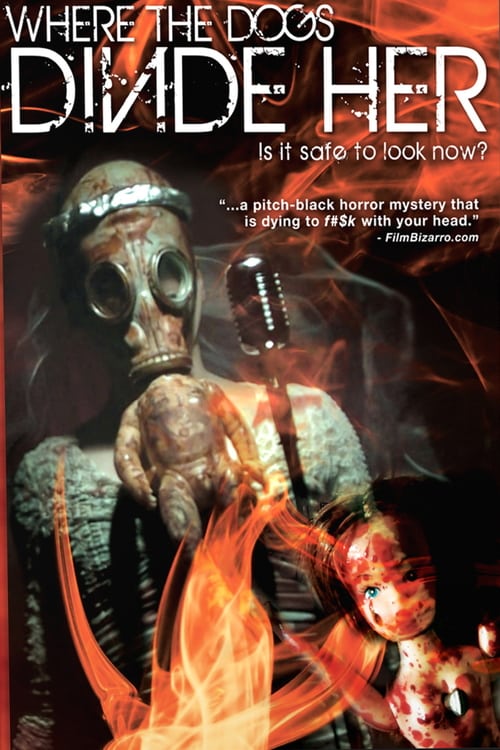 WHERE THE DOGS
DIVIDE HER
Is it safe to look now?
“...a pitch-black horror mystery that
is dying to f#$k with your head.”
- FilmBizarro.com